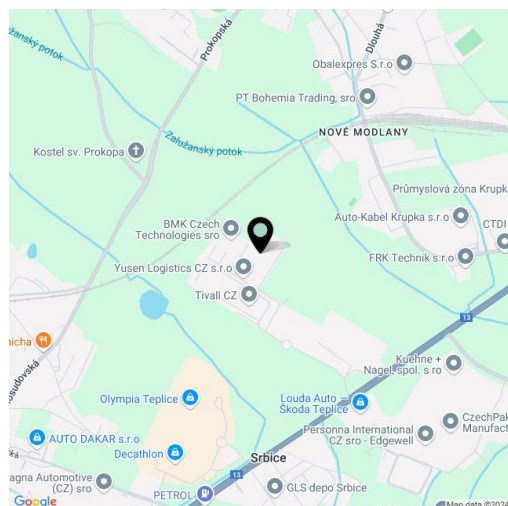 Dlouhá
Prokopská
Obalexpres S.r.o
potok
PT Bohemia Trading, sro
NOVÉ MODLANY
Zalužanský potok
Kostel sv. Prokopa
Průmyslová zóna Krupka
BMK Czech
Technologies sro
Auto-Kabel Krupka s.r.o
CTDI
FRK Technik s.r.o
Yusen Logistics CZ s.r.o
Tivall CZ
13
Kuehne +
Nagel, spol. s ro
Olympia Teplice
Louda Auto –
Škoda Teplice
CzechPak
Manufact
AUTO DAKAR s.r.o
Personna International
CZ sro - Edgewell
Decathlon
Srbice
13
agna Automotive
(CZ) sro
GLS depo Srbice
PETROL
Google
Map data ©2024